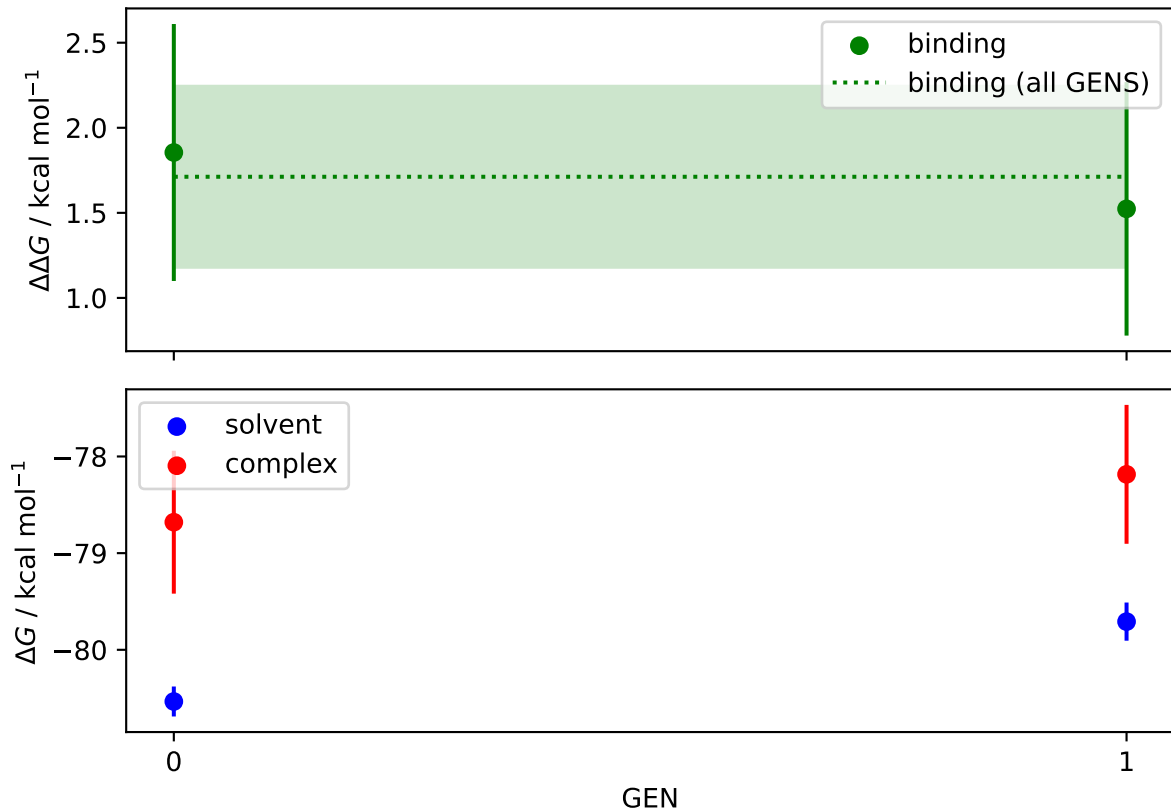 ΔΔG / kcal mol⁻¹
2.5
2.0
1.5
1.0
binding
binding (all GENS)
ΔG / kcal mol⁻¹
−78
−79
−80
solvent
complex
0
1
GEN